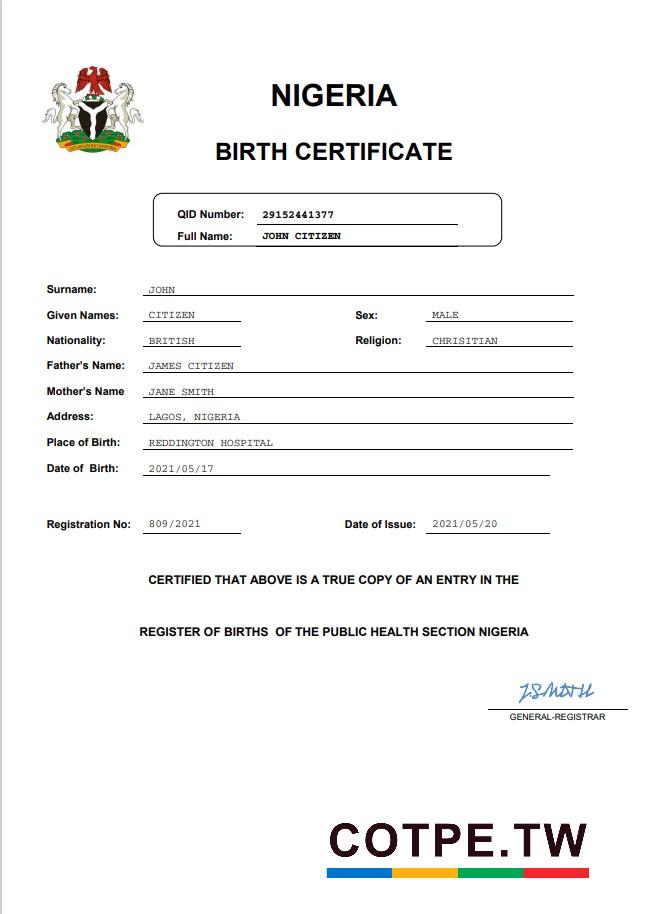 NIGERIA
BIRTH CERTIFICATE
QID Number: 29152441377
Full Name: JOHN CITIZEN
Surname: JOHN
Given Names: CITIZEN Sex: MALE
Nationality: BRITISH Religion: CHRISITIAN
Father's Name: JAMES CITIZEN
Mother's Name JANE SMITH
Address: LAGOS, NIGERIA
Place of Birth: REDDINGTON HOSPITAL
Date of Birth: 2021/05/17
Registration No: 809/2021 Date of Issue: 2021/05/20
CERTIFIED THAT ABOVE IS A TRUE COPY OF AN ENTRY IN THE
REGISTER OF BIRTHS OF THE PUBLIC HEALTH SECTION NIGERIA
J.SMITH
GENERAL-REGISTRAR
COTPE.TW